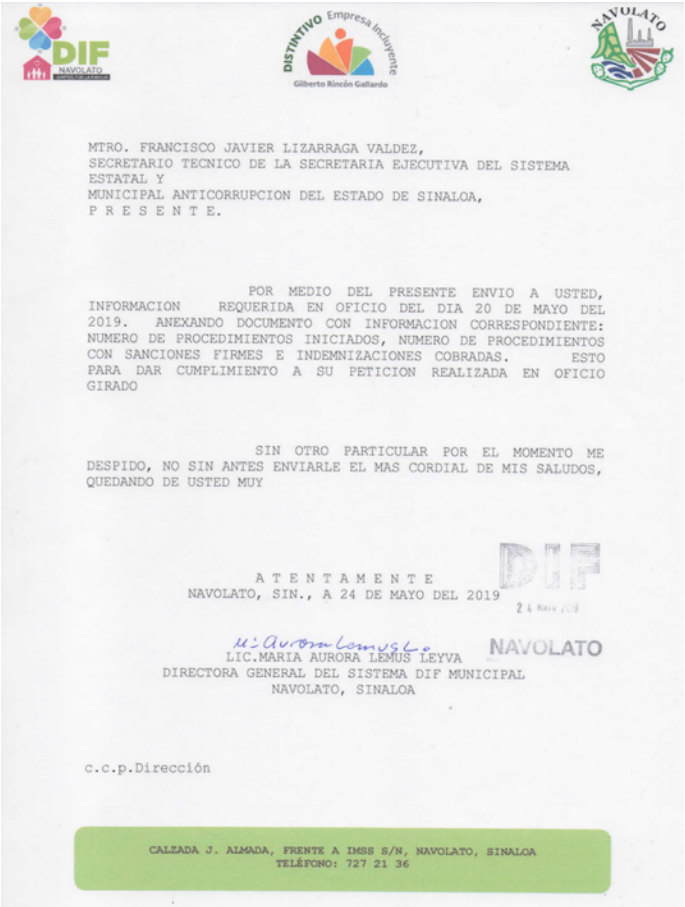 DIF
NAVOLATO
DISTINTIVO Empresa Incluyente
Gilberto Rincón Gallardo
NAVOLATO
MTRO. FRANCISCO JAVIER LIZARRAGA VALDEZ,
SECRETARIO TECNICO DE LA SECRETARIA EJECUTIVA DEL SISTEMA
ESTATAL Y
MUNICIPAL ANTICORRUPCION DEL ESTADO DE SINALOA,
P R E S E N T E.
POR MEDIO DEL PRESENTE ENVIO A USTED,
INFORMACION REQUERIDA EN OFICIO DEL DIA 20 DE MAYO DEL
2019. ANEXANDO DOCUMENTO CON INFORMACION CORRESPONDIENTE:
NUMERO DE PROCEDIMIENTOS INICIADOS, NUMERO DE PROCEDIMIENTOS
CON SANCIONES FIRMES E INDEMNIZACIONES COBRADAS. ESTO
PARA DAR CUMPLIMIENTO A SU PETICION REALIZADA EN OFICIO
GIRADO
SIN OTRO PARTICULAR POR EL MOMENTO ME
DESPIDO, NO SIN ANTES ENVIARLE EL MAS CORDIAL DE MIS SALUDOS,
QUEDANDO DE USTED MUY
A T E N T A M E N T E
NAVOLATO, SIN., A 24 DE MAYO DEL 2019
DIF
24
NAVOLATO
Ma Aurora Lemus L.
LIC.MARIA AURORA LEMUS LEYVA
DIRECTORA GENERAL DEL SISTEMA DIF MUNICIPAL
NAVOLATO, SINALOA
c.c.p.Dirección
CALZADA J. ALMADA, FRENTE A IMSS S/N, NAVOLATO, SINALOA
TELÉFONO: 727 21 36